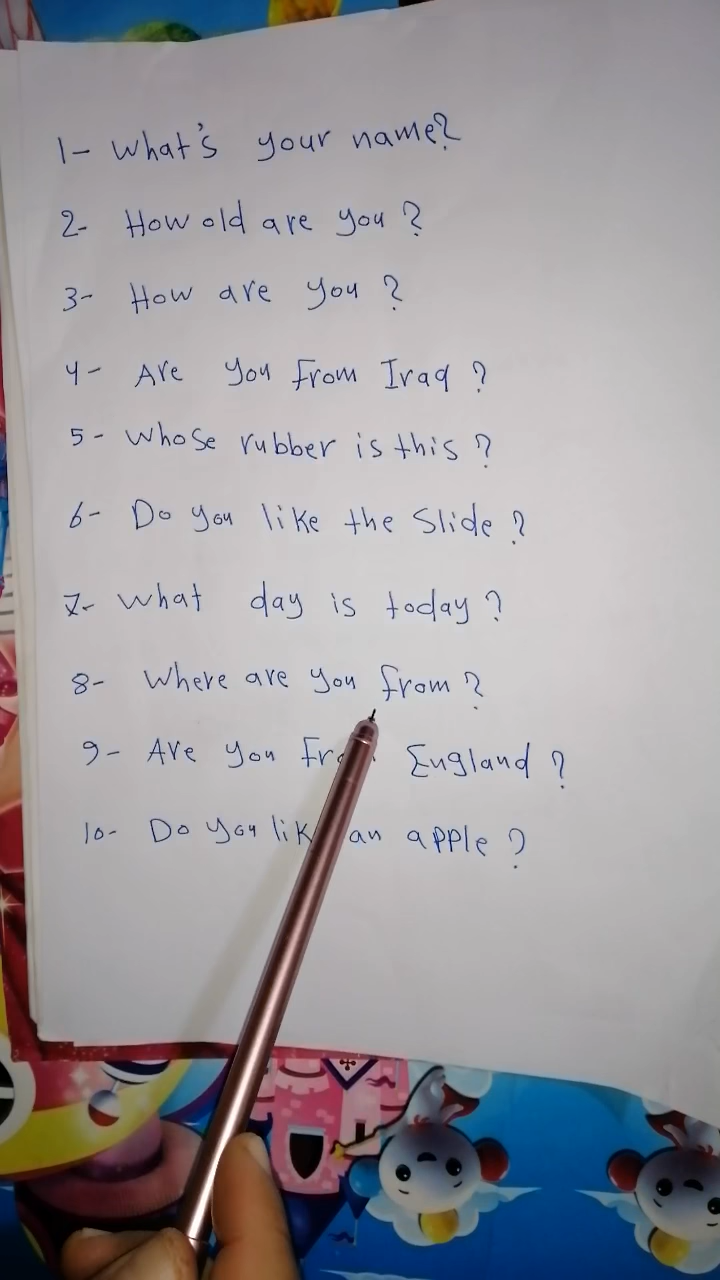 1- What's your name?
2- How old are you?
3- How are you?
4- Are you from Iraq?
5- Whose rubber is this?
6- Do you like the Slide?
7- What day is today?
8- Where are you from?
9- Are you England?
10- Do you an apple?